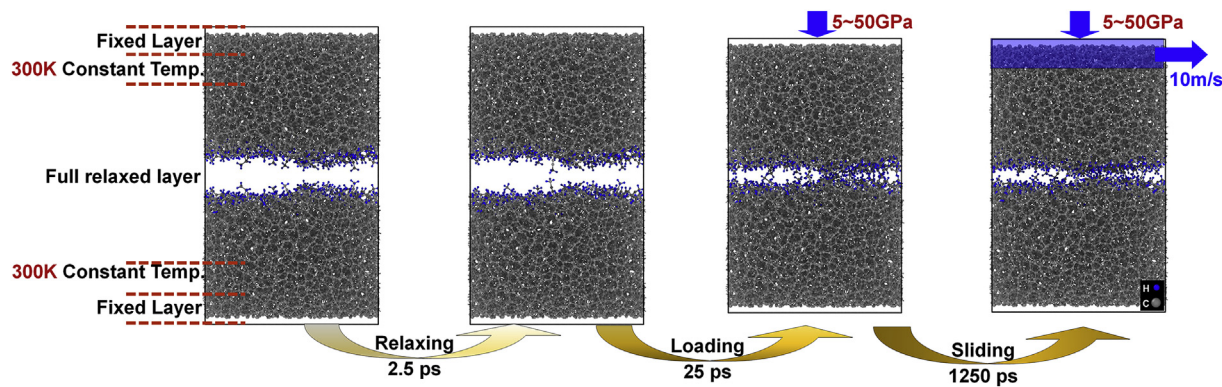 Fixed Layer
300K Constant Temp.
Full relaxed layer
300K Constant Temp.
Fixed Layer
5~50GPa
5~50GPa
10m/s
H
C
Relaxing
2.5 ps
Loading
25 ps
Sliding
1250 ps